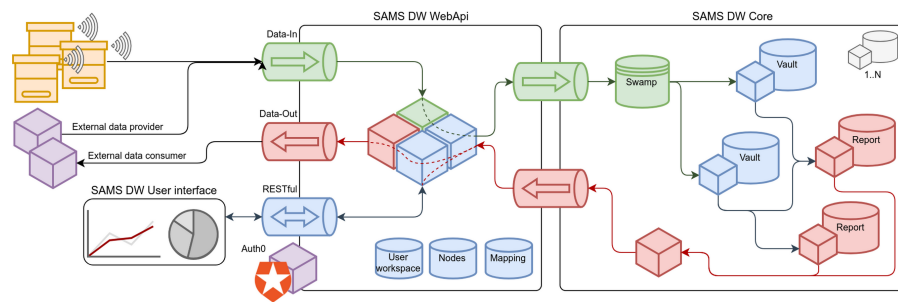 SAMS DW WebApi
SAMS DW Core
Data-In
Vault
1..N
Swamp
External data provider
Data-Out
Report
External data consumer
Vault
SAMS DW User interface
RESTful
Report
Auth0
User
workspace
Nodes
Mapping